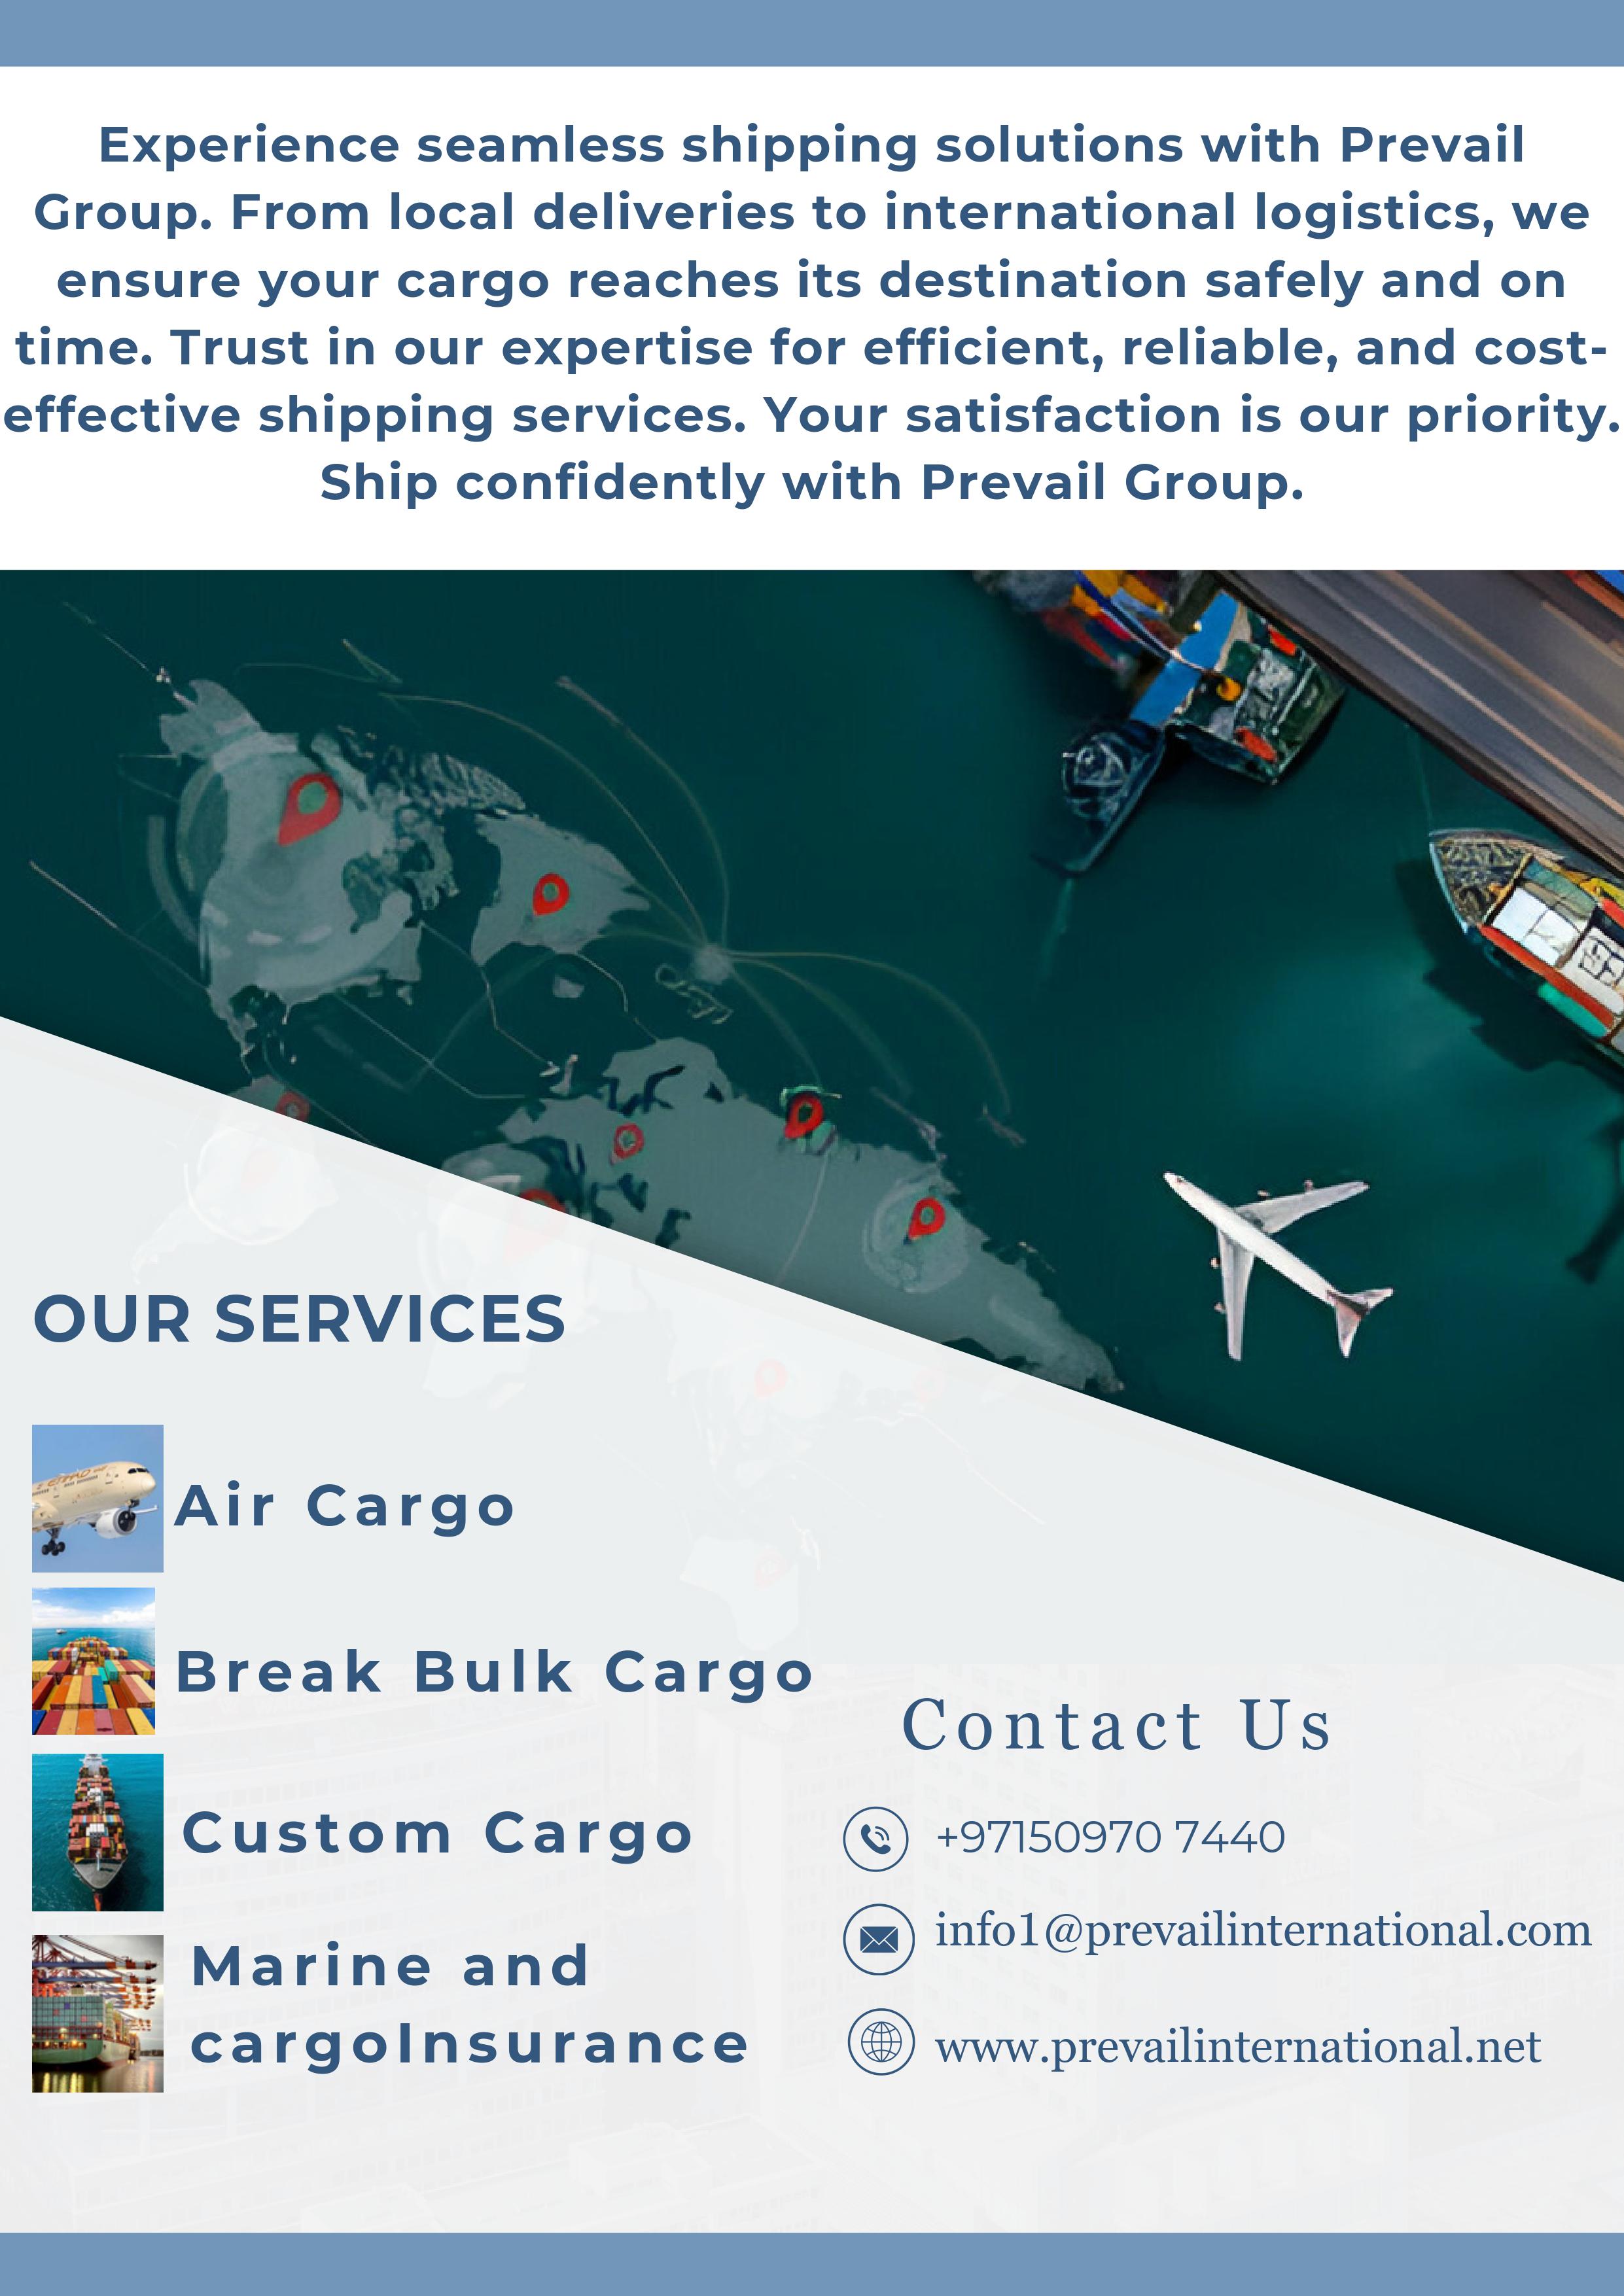 Experience seamless shipping solutions with Prevail
Group. From local deliveries to international logistics, we
ensure your cargo reaches its destination safely and on
time. Trust in our expertise for efficient, reliable, and cost-
effective shipping services. Your satisfaction is our priority.
Ship confidently with Prevail Group.
OUR SERVICES
ETIHAD
Air Cargo
Break Bulk Cargo
Custom Cargo
Marine and
cargoInsurance
Contact Us
+97150970 7440
info1@prevailinternational.com
www.prevailinternational.net